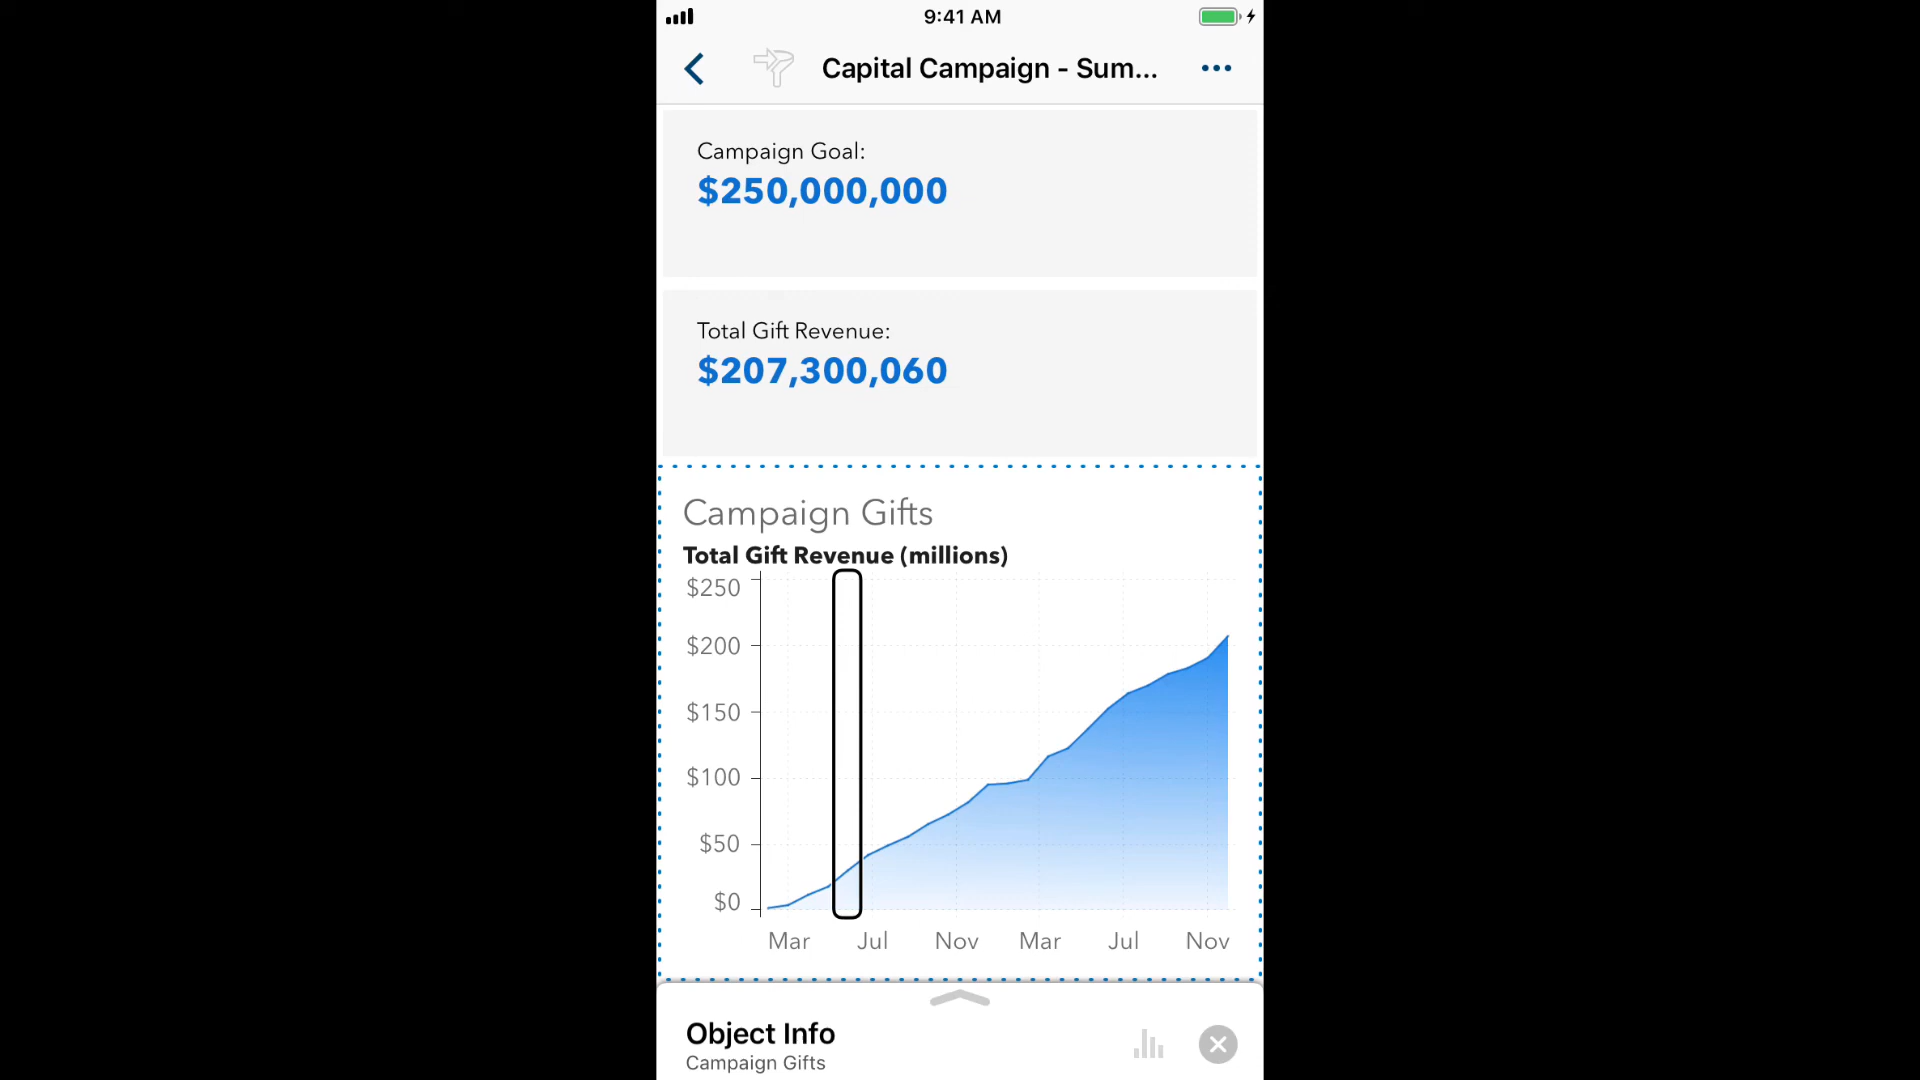 9:41 AM
Capital Campaign - Sum...
Campaign Goal:
$250,000,000
Total Gift Revenue:
$207,300,060
Campaign Gifts
Total Gift Revenue (millions)
$250
$200
$150
$100
$50
$0
Mar Jul Nov Mar Jul Nov
Object Info
Campaign Gifts